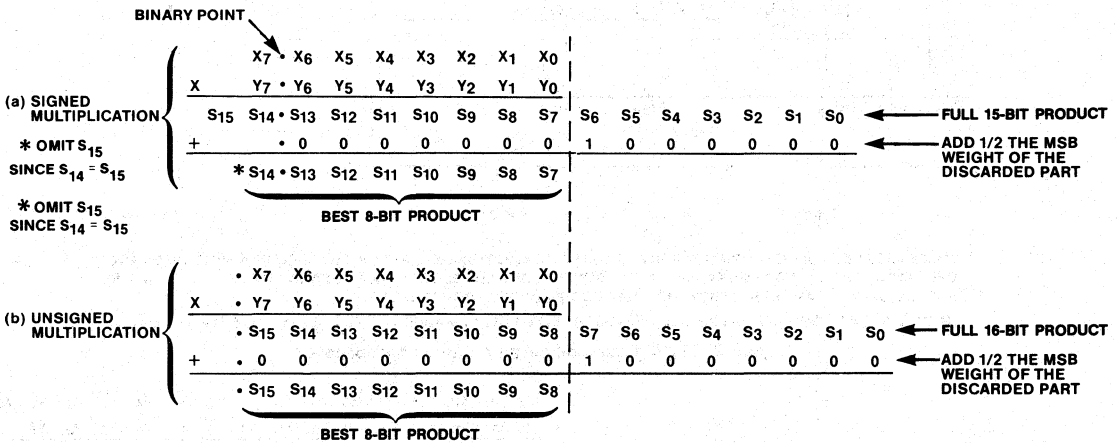 BINARY POINT
X7 • X6 X5 X4 X3 X2 X1 X0
X Y7 • Y6 Y5 Y4 Y3 Y2 Y1 Y0
(a) SIGNED
MULTIPLICATION
S15 S14 • S13 S12 S11 S10 S9 S8 S7 S6 S5 S4 S3 S2 S1 S0 FULL 15-BIT PRODUCT
+ • 0 0 0 0 0 0 0 1 0 0 0 0 0 0 ADD 1/2 THE MSB
WEIGHT OF THE
DISCARDED PART
* OMIT S15
SINCE S14 = S15
* S14 • S13 S12 S11 S10 S9 S8 S7
BEST 8-BIT PRODUCT
* OMIT S15
SINCE S14 = S15
• X7 X6 X5 X4 X3 X2 X1 X0
X • Y7 Y6 Y5 Y4 Y3 Y2 Y1 Y0
(b) UNSIGNED
MULTIPLICATION
• S15 S14 S13 S12 S11 S10 S9 S8 S7 S6 S5 S4 S3 S2 S1 S0 FULL 16-BIT PRODUCT
+ • 0 0 0 0 0 0 0 0 1 0 0 0 0 0 0 0 ADD 1/2 THE MSB
WEIGHT OF THE
DISCARDED PART
• S15 S14 S13 S12 S11 S10 S9 S8
BEST 8-BIT PRODUCT